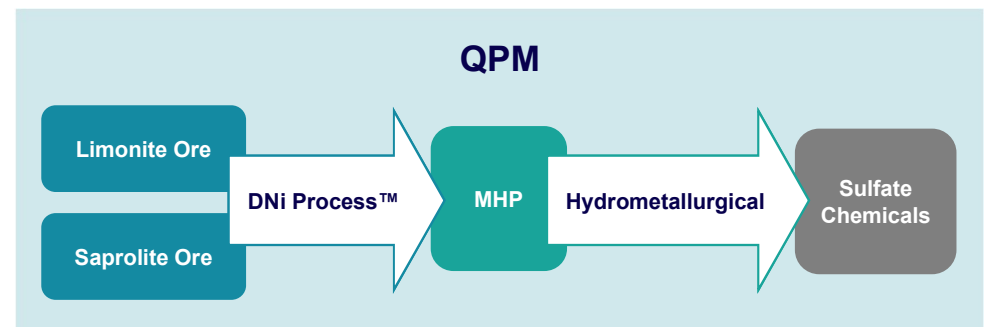 QPM
Limonite Ore
Saprolite Ore
DNi Process™
MHP
Hydrometallurgical
Sulfate
Chemicals